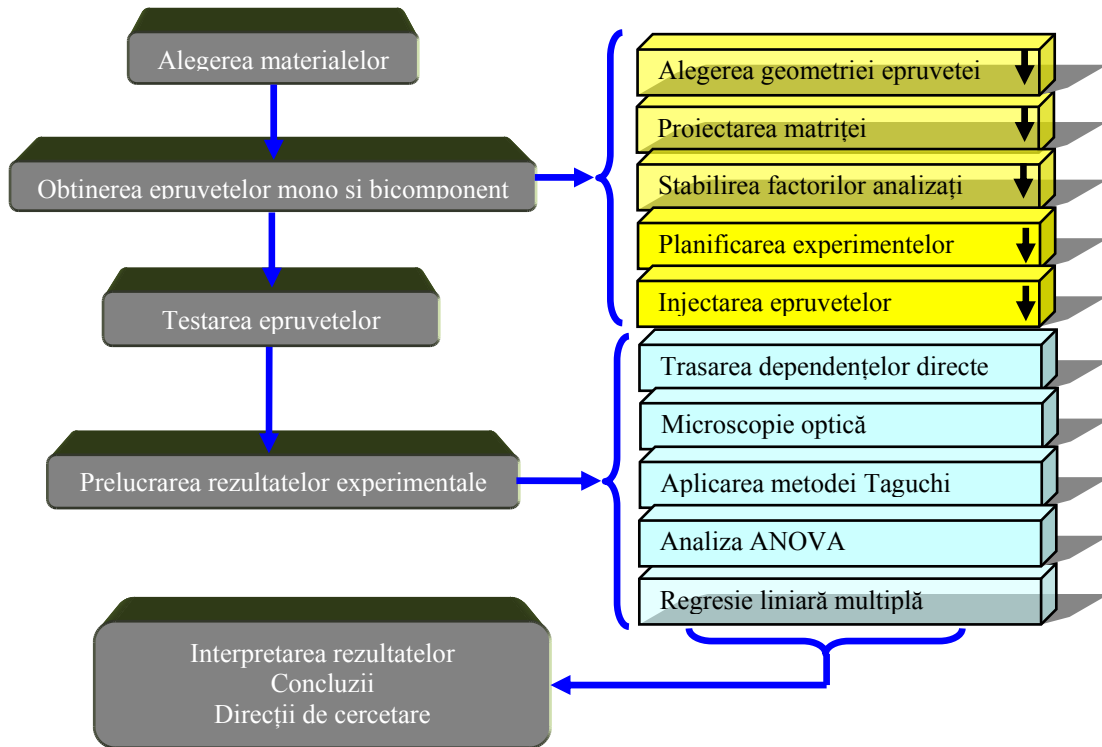 Alegerea materialelor
Obtinerea epruvetelor mono si bicomponent
Testarea epruvetelor
Prelucrarea rezultatelor experimentale
Interpretarea rezultatelor
Concluzii
Direcții de cercetare
Alegerea geometriei epruvetei
Proiectarea matriței
Stabilirea factorilor analizați
Planificarea experimentelor
Injectarea epruvetelor
Trasarea dependențelor directe
Microscopie optică
Aplicarea metodei Taguchi
Analiza ANOVA
Regresie liniară multiplă